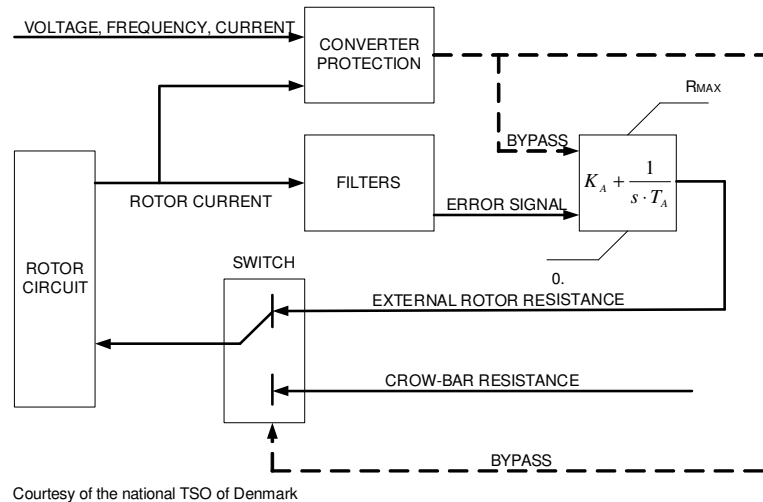 VOLTAGE, FREQUENCY, CURRENT
CONVERTER
PROTECTION
RMAX
BYPASS
FILTERS
K_A + 1 / (s · T_A)
ROTOR CURRENT
ERROR SIGNAL
ROTOR
CIRCUIT
SWITCH
0.
EXTERNAL ROTOR RESISTANCE
CROW-BAR RESISTANCE
BYPASS
Courtesy of the national TSO of Denmark